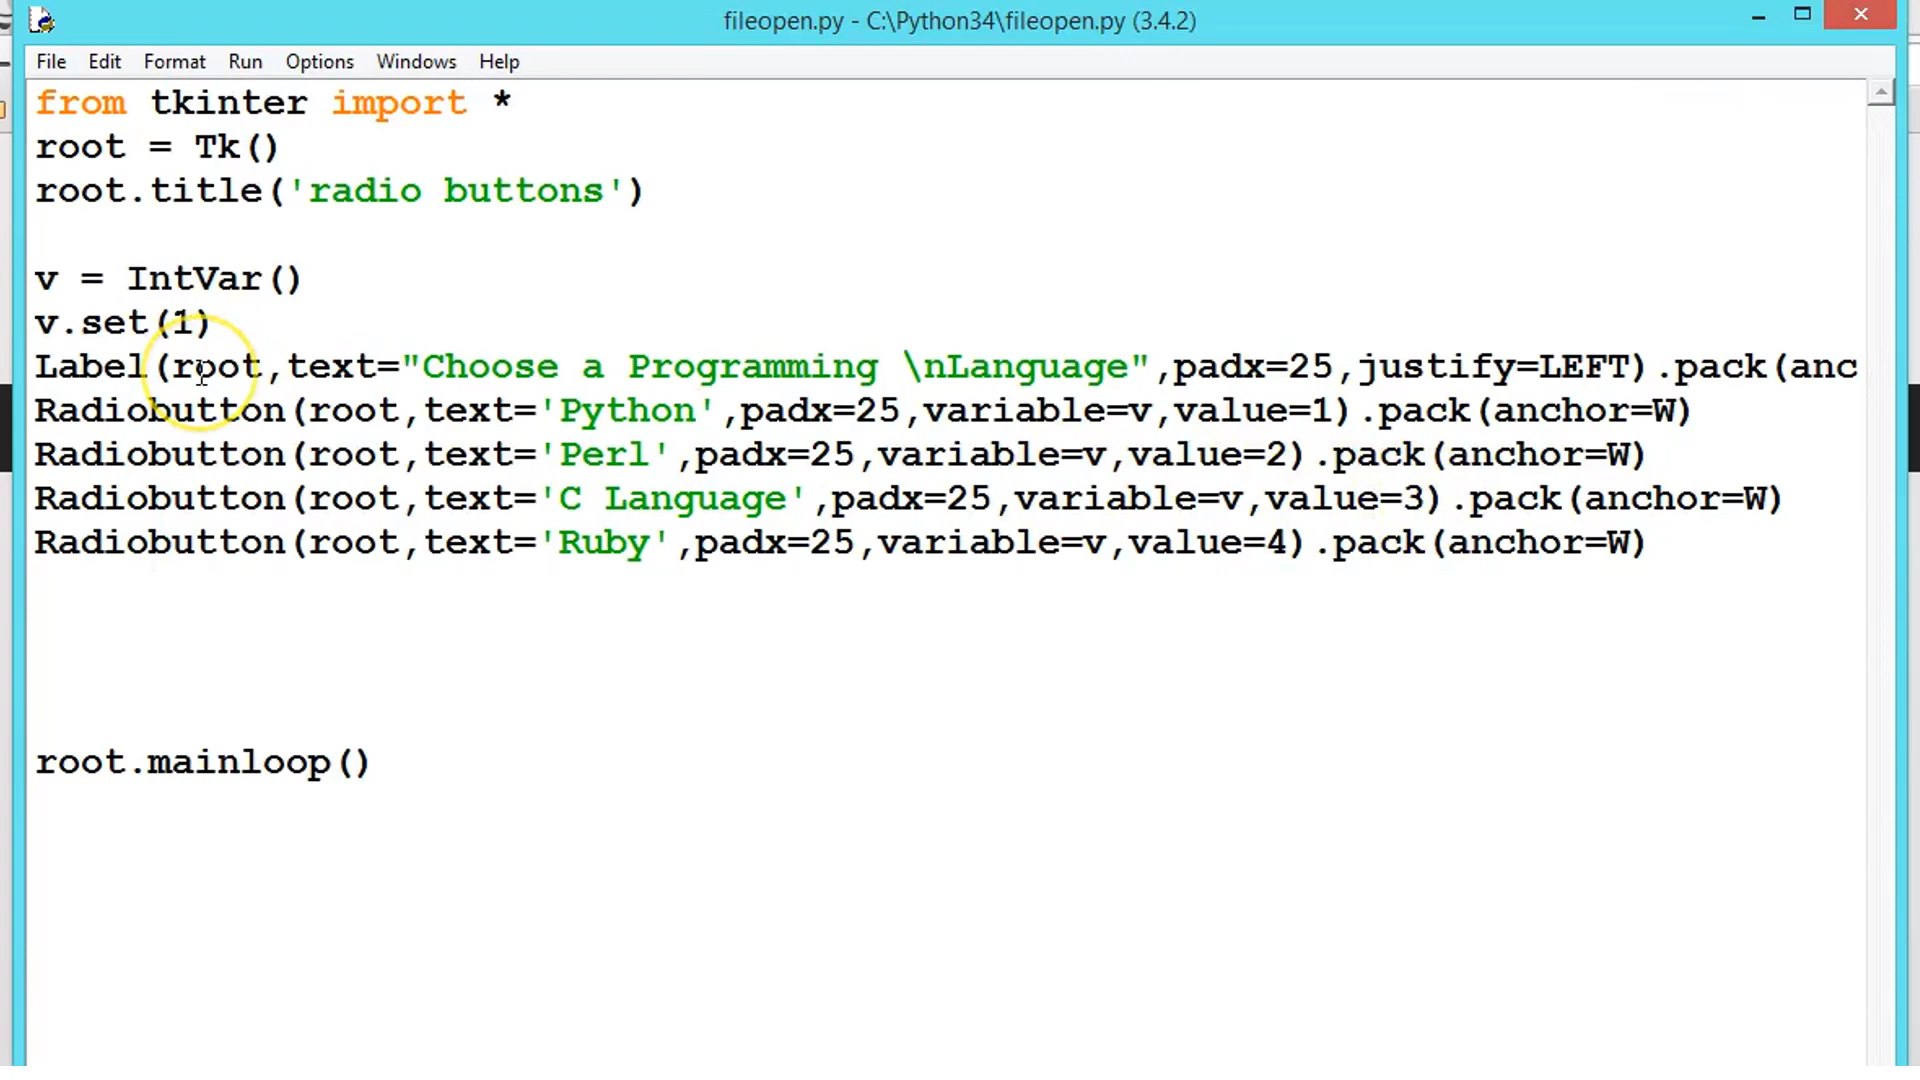 fileopen.py - C:\Python34\fileopen.py (3.4.2)
File Edit Format Run Options Windows Help
from tkinter import *
root = Tk()
root.title('radio buttons')
v = IntVar()
v.set(1)
Label(root,text="Choose a Programming \nLanguage",padx=25,justify=LEFT).pack(anc
Radiobutton(root,text='Python',padx=25,variable=v,value=1).pack(anchor=W)
Radiobutton(root,text='Perl',padx=25,variable=v,value=2).pack(anchor=W)
Radiobutton(root,text='C Language',padx=25,variable=v,value=3).pack(anchor=W)
Radiobutton(root,text='Ruby',padx=25,variable=v,value=4).pack(anchor=W)
root.mainloop()